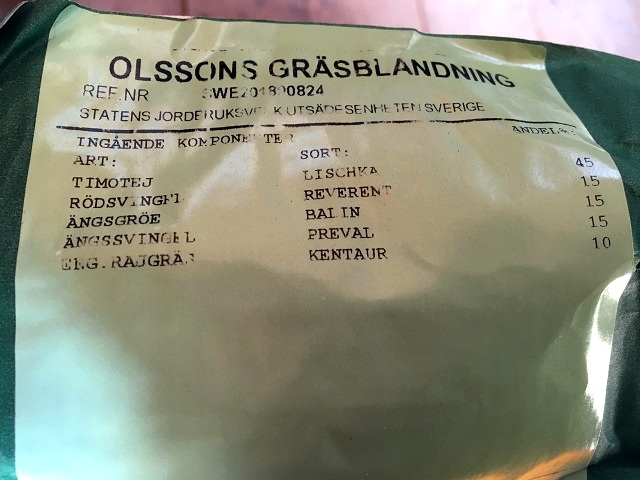 OLSSONS GRÄSBLANDNING
REF.NR SWE201800824
STATENS JORDBRUKSVERK UTSÄDESENHETEN SVERIGE
INGÅENDE KOMPONENTER
ART: SORT:
TIMOTEJ LISCHKA 45
RÖDSVINGEL REVERENT 15
ÄNGSGRÖE BALIN 15
ÄNGSSVINGEL PREVAL 15
ENG.RAJGRÄS KENTAUR 10